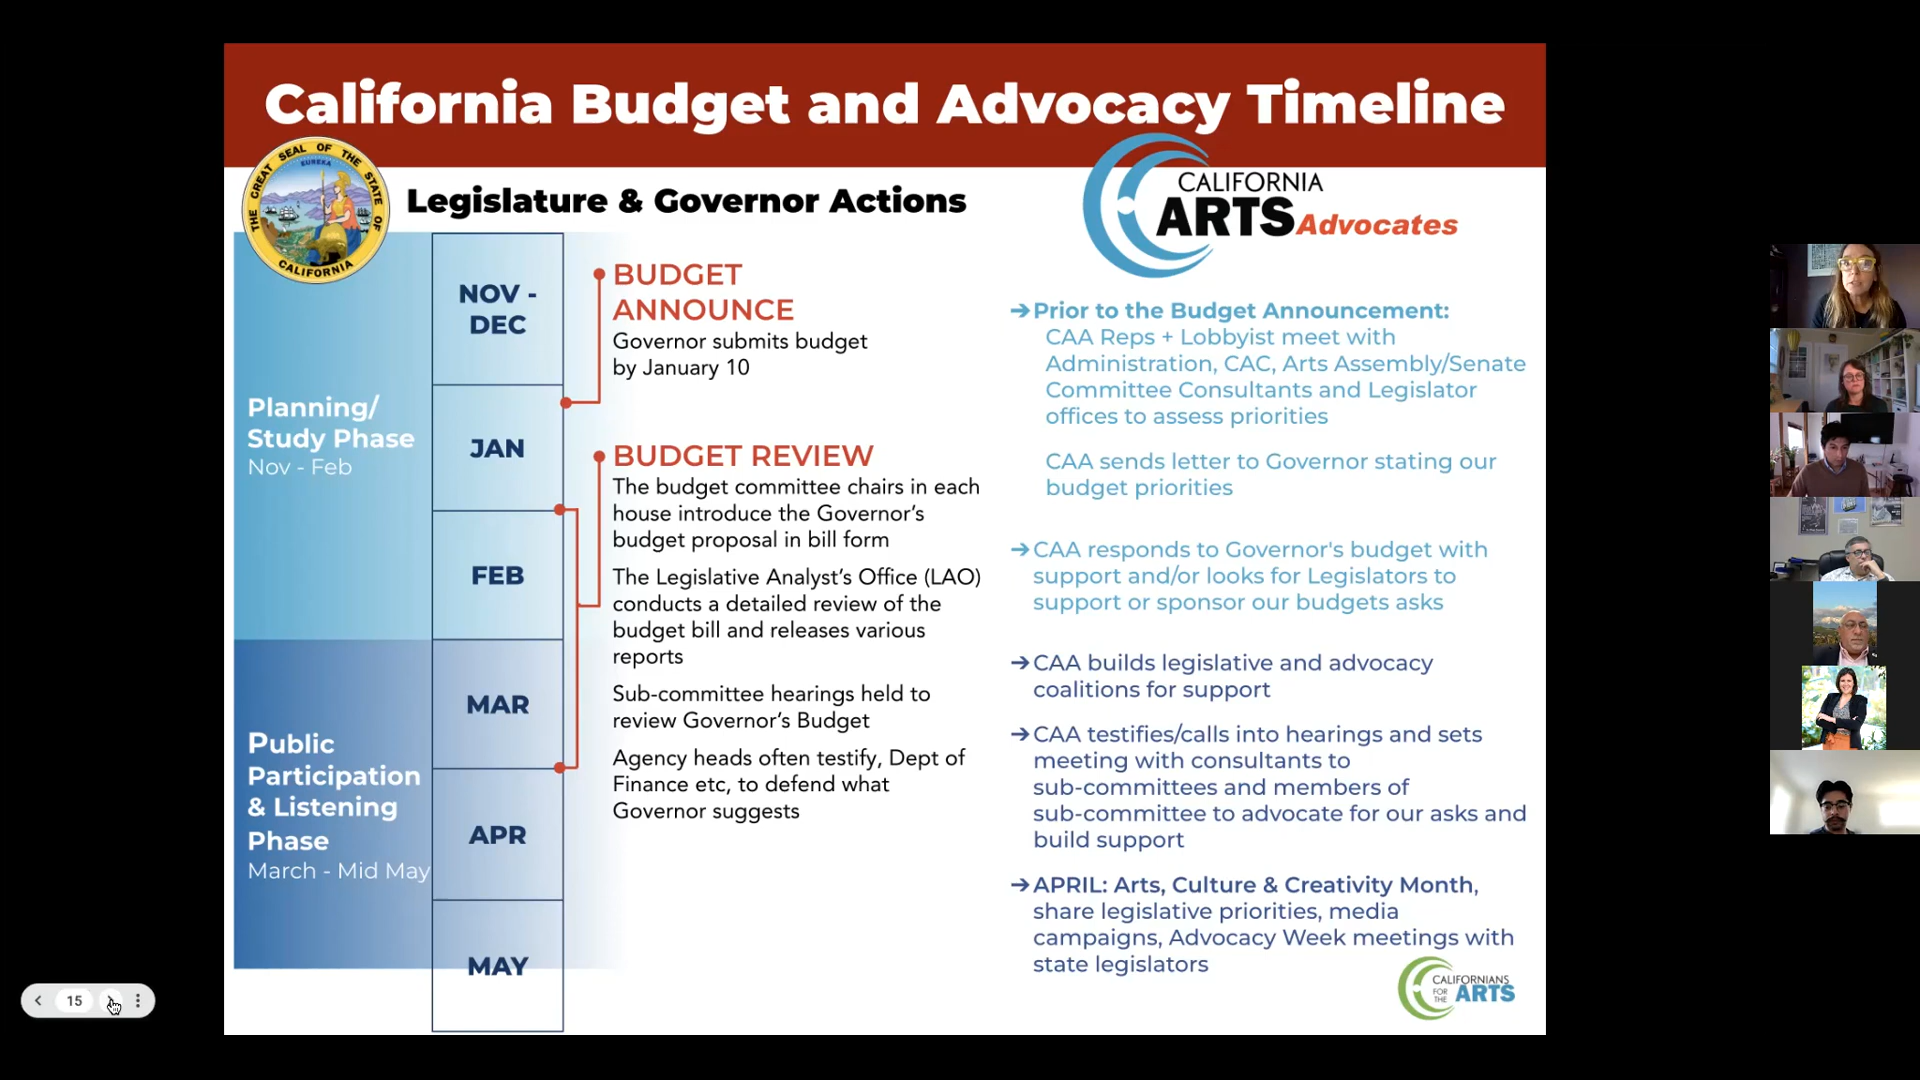 California Budget and Advocacy Timeline
THE GREAT SEAL OF THE STATE OF CALIFORNIA
EUREKA
Legislature & Governor Actions
CALIFORNIA
ARTS Advocates
Planning/
Study Phase
Nov - Feb
Public
Participation
& Listening
Phase
March - Mid May
NOV -
DEC
JAN
FEB
MAR
APR
MAY
BUDGET
ANNOUNCE
Governor submits budget
by January 10
BUDGET REVIEW
The budget committee chairs in each
house introduce the Governor’s
budget proposal in bill form
The Legislative Analyst’s Office (LAO)
conducts a detailed review of the
budget bill and releases various
reports
Sub-committee hearings held to
review Governor’s Budget
Agency heads often testify, Dept of
Finance etc, to defend what
Governor suggests
➔Prior to the Budget Announcement:
CAA Reps + Lobbyist meet with
Administration, CAC, Arts Assembly/Senate
Committee Consultants and Legislator
offices to assess priorities
CAA sends letter to Governor stating our
budget priorities
➔CAA responds to Governor's budget with
support and/or looks for Legislators to
support or sponsor our budgets asks
➔CAA builds legislative and advocacy
coalitions for support
➔CAA testifies/calls into hearings and sets
meeting with consultants to
sub-committees and members of
sub-committee to advocate for our asks and
build support
➔APRIL: Arts, Culture & Creativity Month,
share legislative priorities, media
campaigns, Advocacy Week meetings with
state legislators
CALIFORNIANS
FOR THE ARTS
15